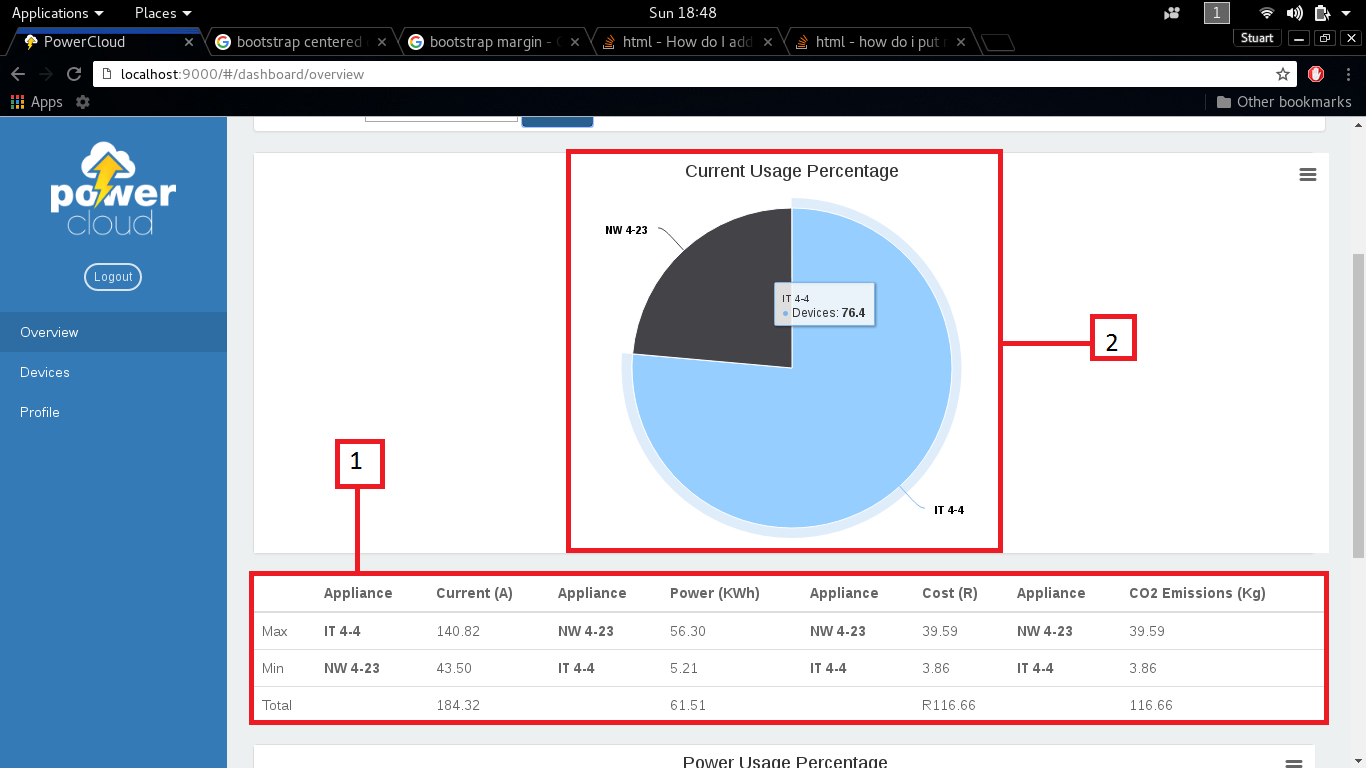 Applications Places Sun 18:48 1
PowerCloud bootstrap centered bootstrap margin - html - How do I add html - how do i put Stuart
localhost:9000/#/dashboard/overview
Apps Other bookmarks
power
cloud
Logout
Overview
Devices
Profile
Current Usage Percentage
NW 4-23
IT 4-4
Devices: 76.4
IT 4-4
2
1
Appliance Current (A) Appliance Power (KWh) Appliance Cost (R) Appliance CO2 Emissions (Kg)
Max IT 4-4 140.82 NW 4-23 56.30 NW 4-23 39.59 NW 4-23 39.59
Min NW 4-23 43.50 IT 4-4 5.21 IT 4-4 3.86 IT 4-4 3.86
Total 184.32 61.51 R116.66 116.66
Power Usage Percentage